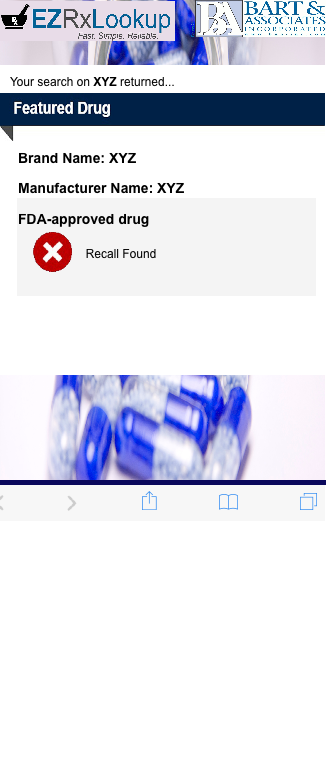 EZRxLookup
Fast. Simple. Reliable.
BART &
ASSOCIATES
INCORPORATED
Your search on XYZ returned...
Featured Drug
Brand Name: XYZ
Manufacturer Name: XYZ
FDA-approved drug
Recall Found